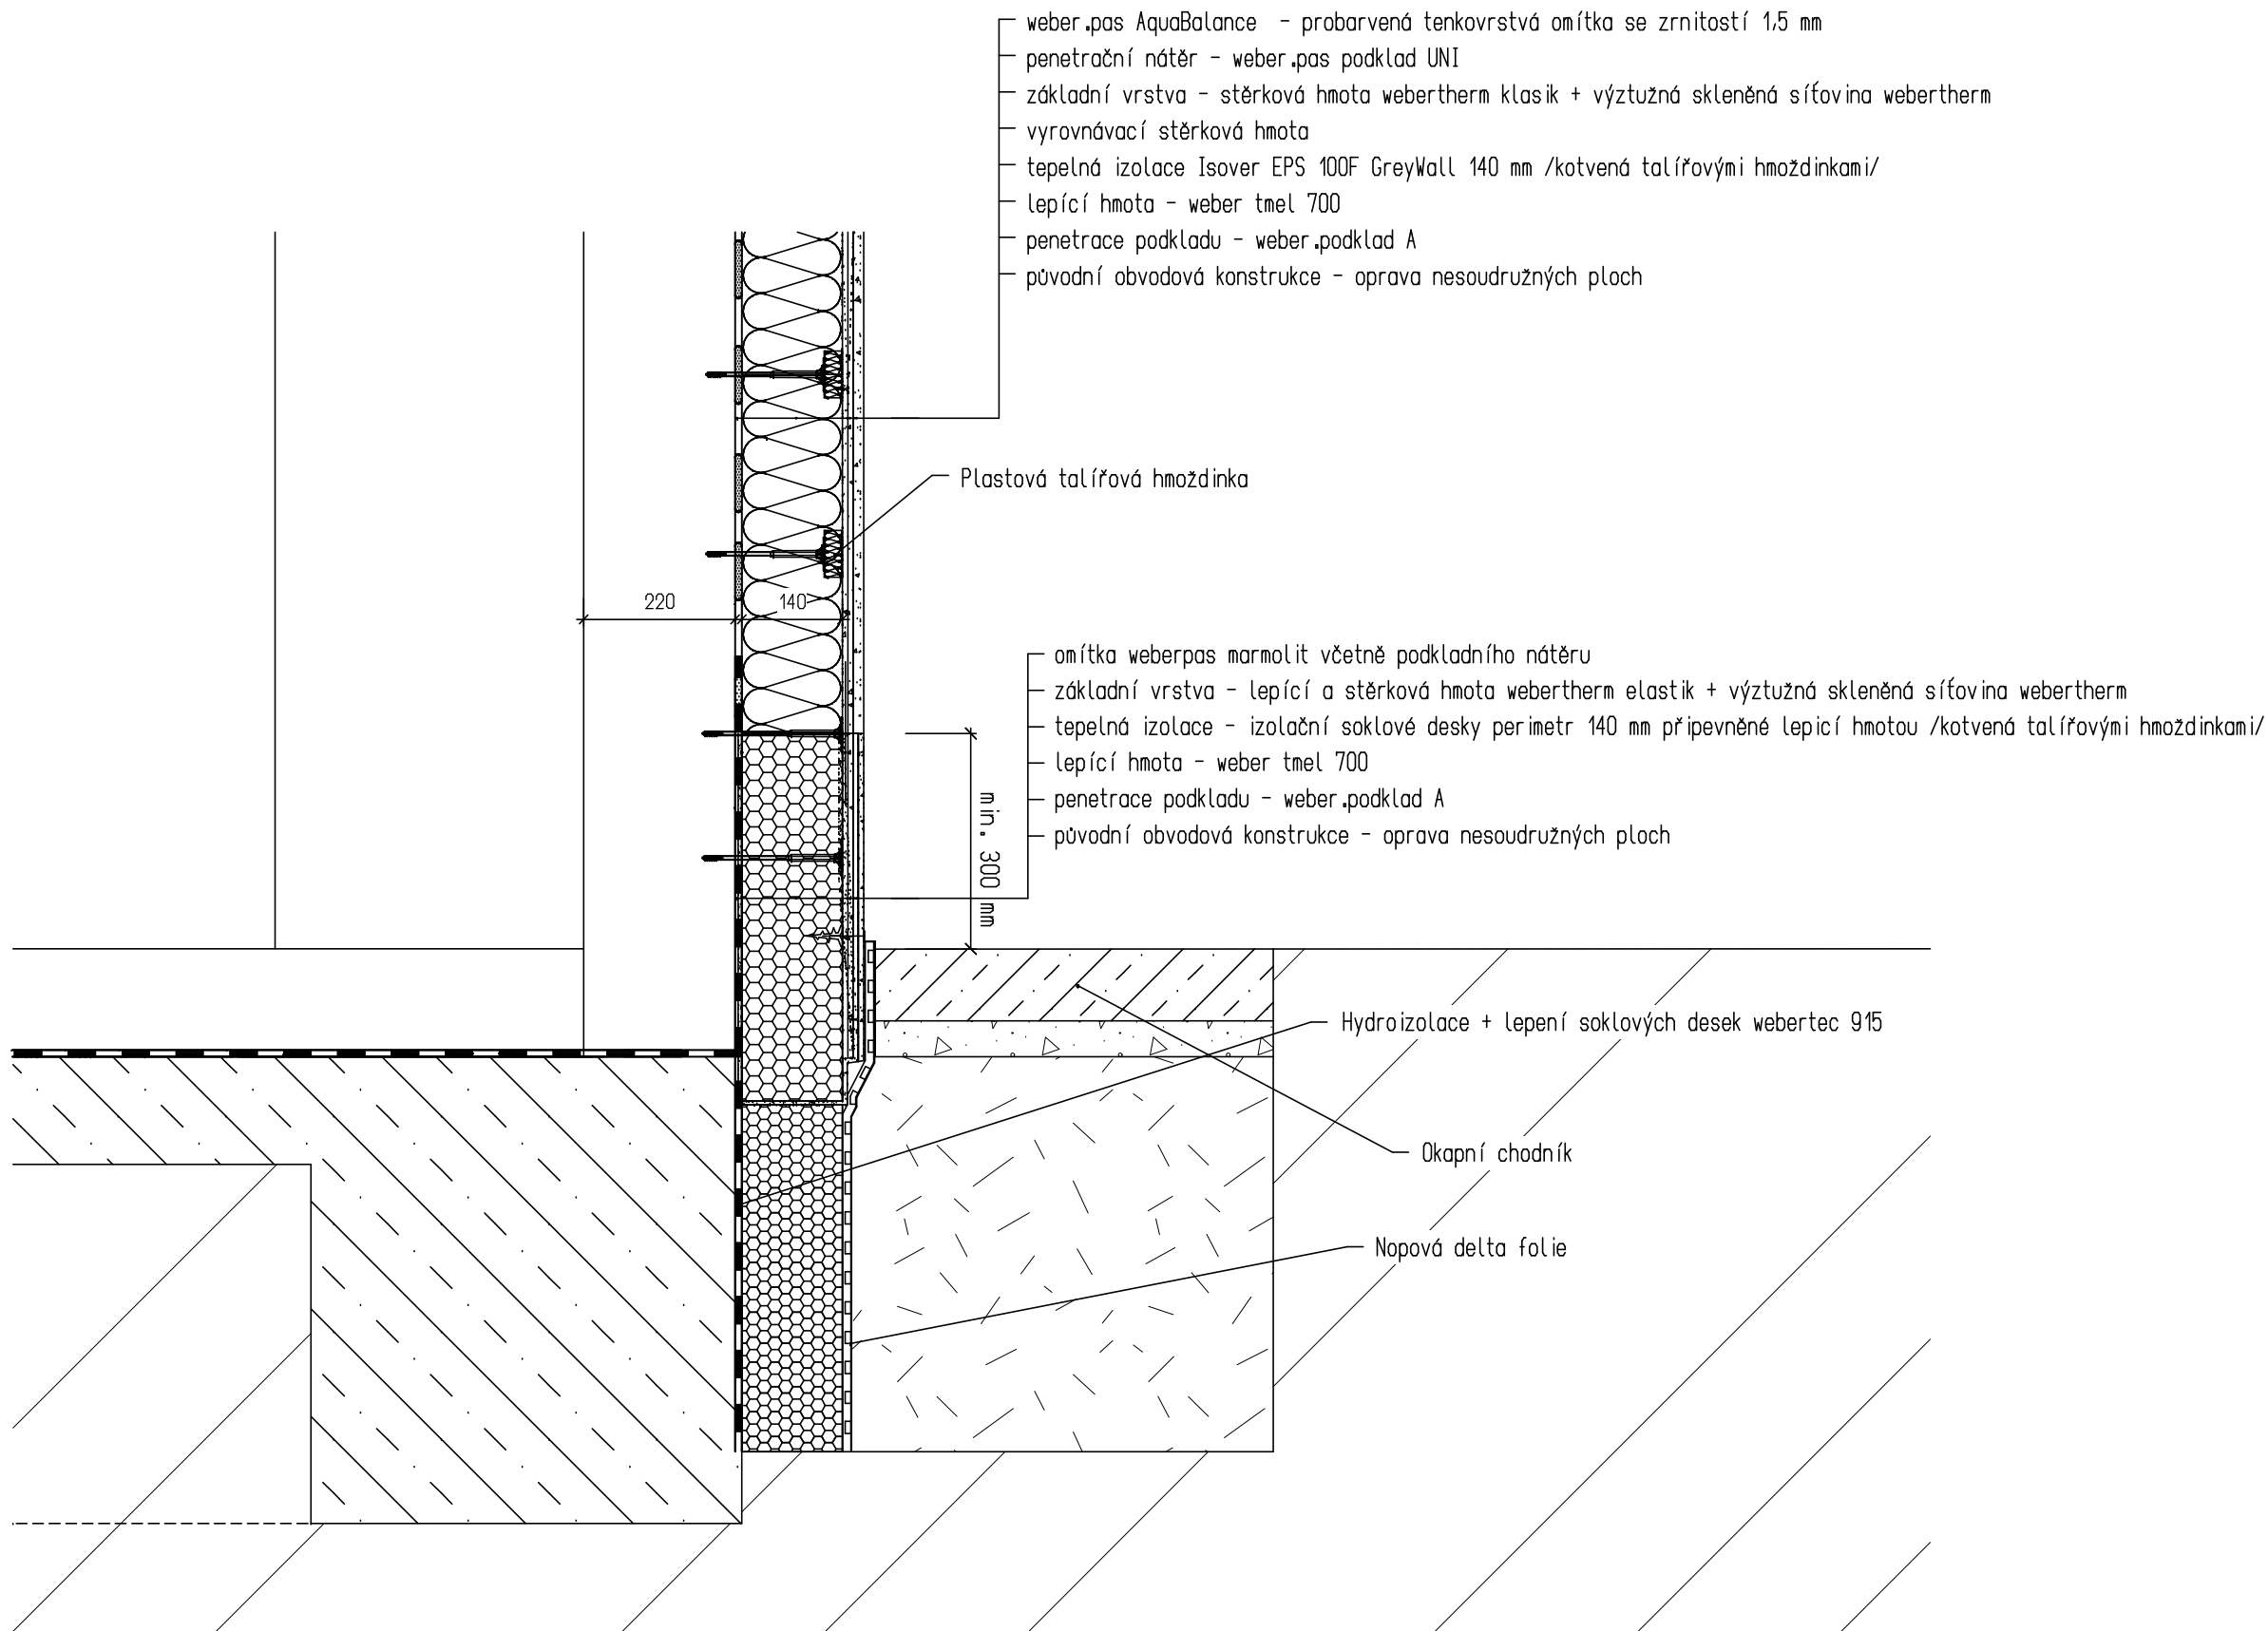 weber.pas AquaBalance - probarvená tenkovrstvá omítka se zrnitostí 1,5 mm
penetrační nátěr - weber.pas podklad UNI
základní vrstva - stěrková hmota webertherm klasik + výztužná skleněná síťovina webertherm
vyrovnávací stěrková hmota
tepelná izolace Isover EPS 100F GreyWall 140 mm /kotvená talířovými hmoždinkami/
lepící hmota - weber tmel 700
penetrace podkladu - weber.podklad A
původní obvodová konstrukce - oprava nesoudružných ploch
Plastová talířová hmoždinka
220
140
omítka weberpas marmolit včetně podkladního nátěru
základní vrstva - lepící a stěrková hmota webertherm elastik + výztužná skleněná síťovina webertherm
tepelná izolace - izolační soklové desky perimetr 140 mm připevněné lepicí hmotou /kotvená talířovými hmoždinkami/
lepící hmota - weber tmel 700
penetrace podkladu - weber.podklad A
původní obvodová konstrukce - oprava nesoudružných ploch
min. 300 mm
Hydroizolace + lepení soklových desek webertec 915
Okapní chodník
Nopová delta folie